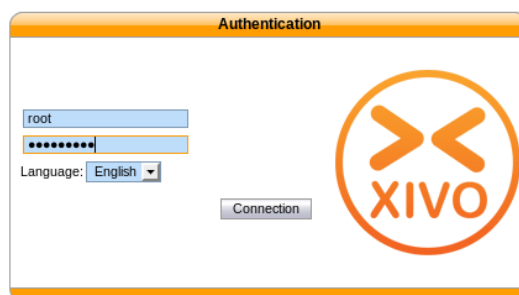 Authentication
root
●●●●●●●●●
Language: English
Connection
XIVO